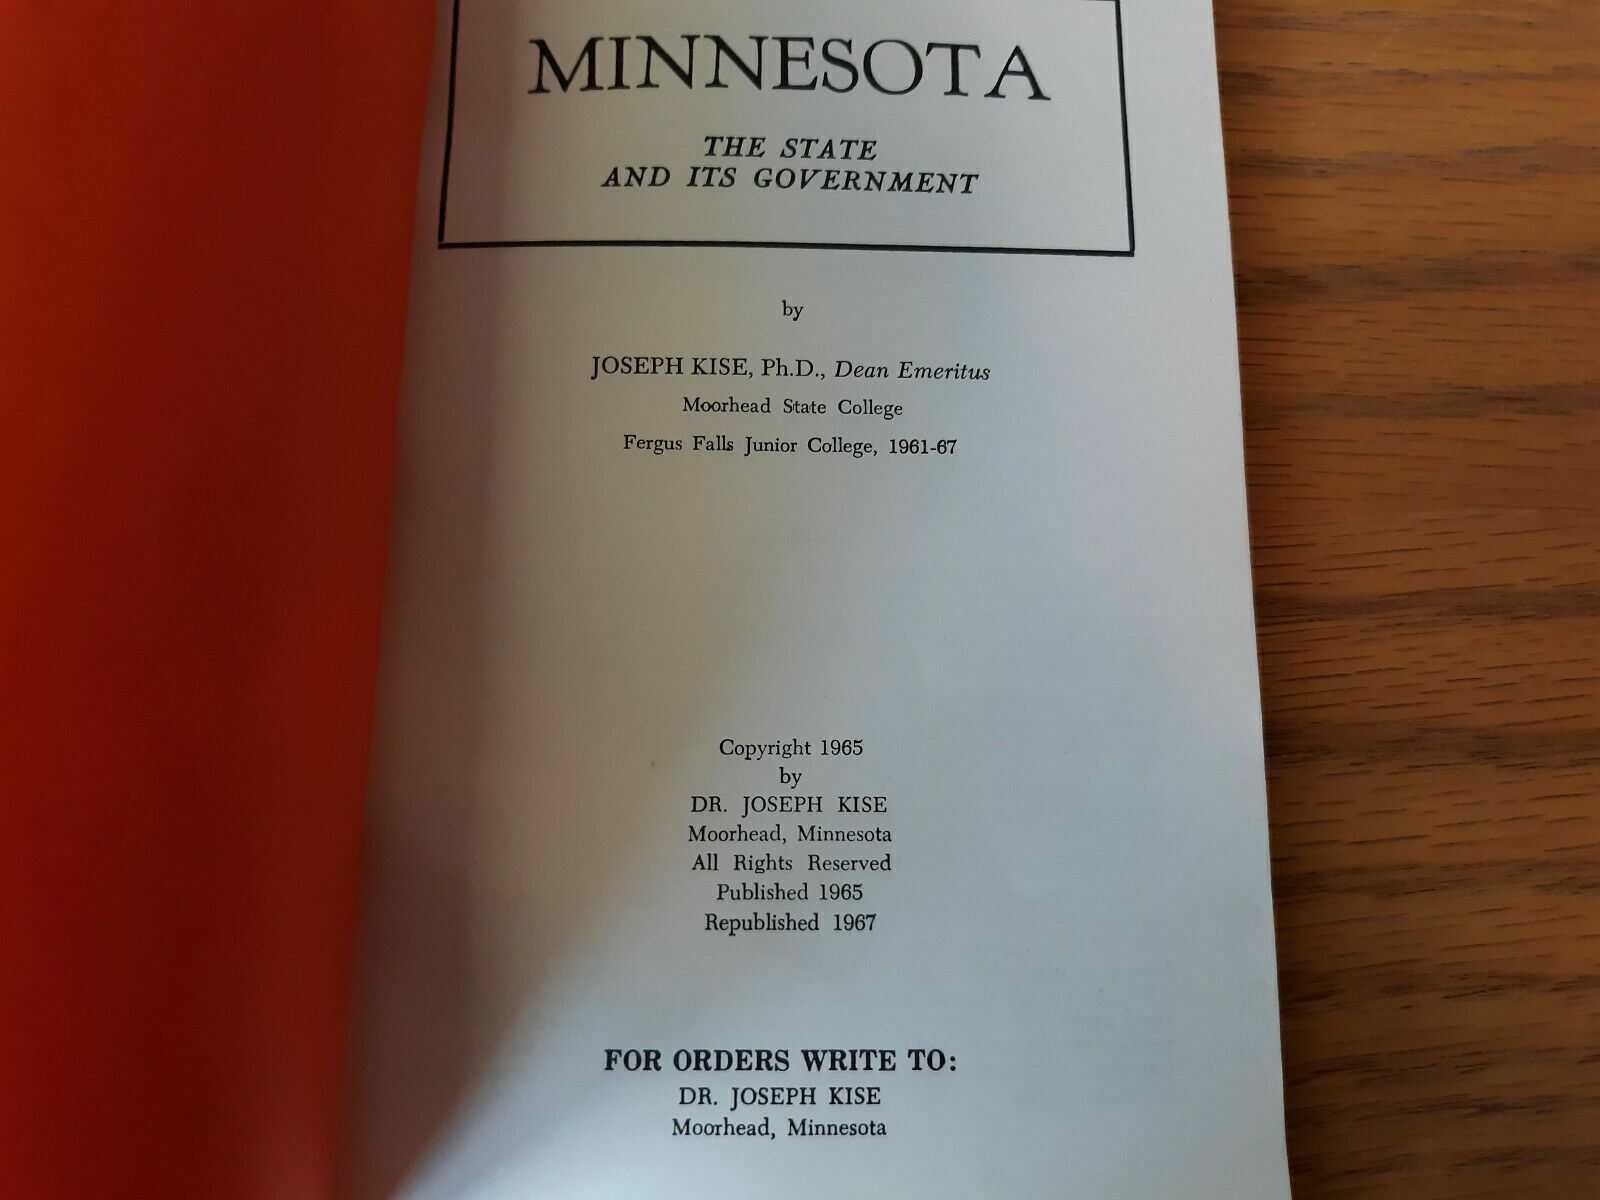 MINNESOTA
THE STATE
AND ITS GOVERNMENT
by
JOSEPH KISE, Ph.D., Dean Emeritus
Moorhead State College
Fergus Falls Junior College, 1961-67
Copyright 1965
by
DR. JOSEPH KISE
Moorhead, Minnesota
All Rights Reserved
Published 1965
Republished 1967
FOR ORDERS WRITE TO:
DR. JOSEPH KISE
Moorhead, Minnesota